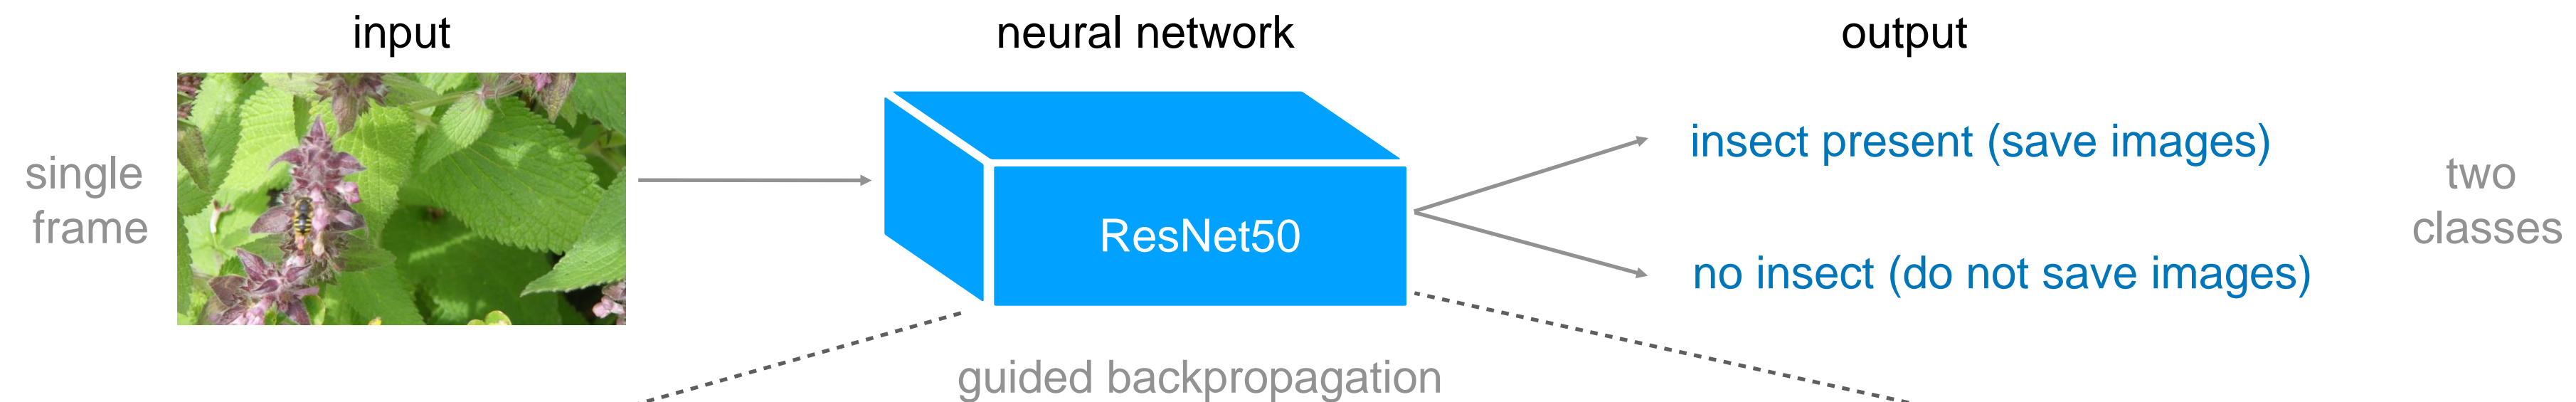 input
neural network
output
single
frame
ResNet50
insect present (save images)
no insect (do not save images)
two
classes
guided backpropagation